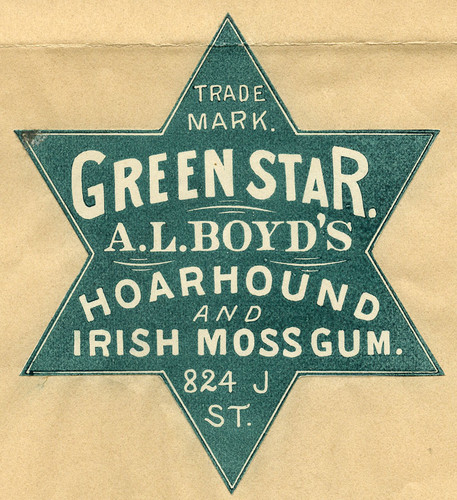 TRADE
MARK.
GREEN STAR.
A.L.BOYD'S
HOARHOUND
AND
IRISH MOSS GUM.
824 J
ST.